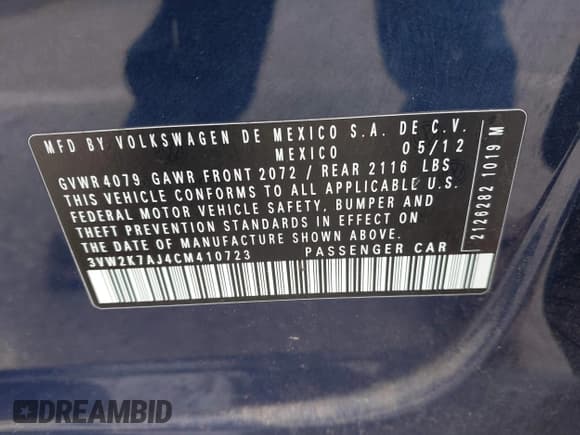 MFD BY VOLKSWAGEN DE MEXICO S.A. DE C.V.
MEXICO 05/12
GVWR 4079 GAWR FRONT 2072 / REAR 2116 LBS
THIS VEHICLE CONFORMS TO ALL APPLICABLE U.S.
FEDERAL MOTOR VEHICLE SAFETY, BUMPER AND
THEFT PREVENTION STANDARDS IN EFFECT ON
THE DATE OF MANUFACTURE SHOWN ABOVE.
3VW2K7AJ4CM410723 PASSENGER CAR
2126282 1019 M
DREAMBID